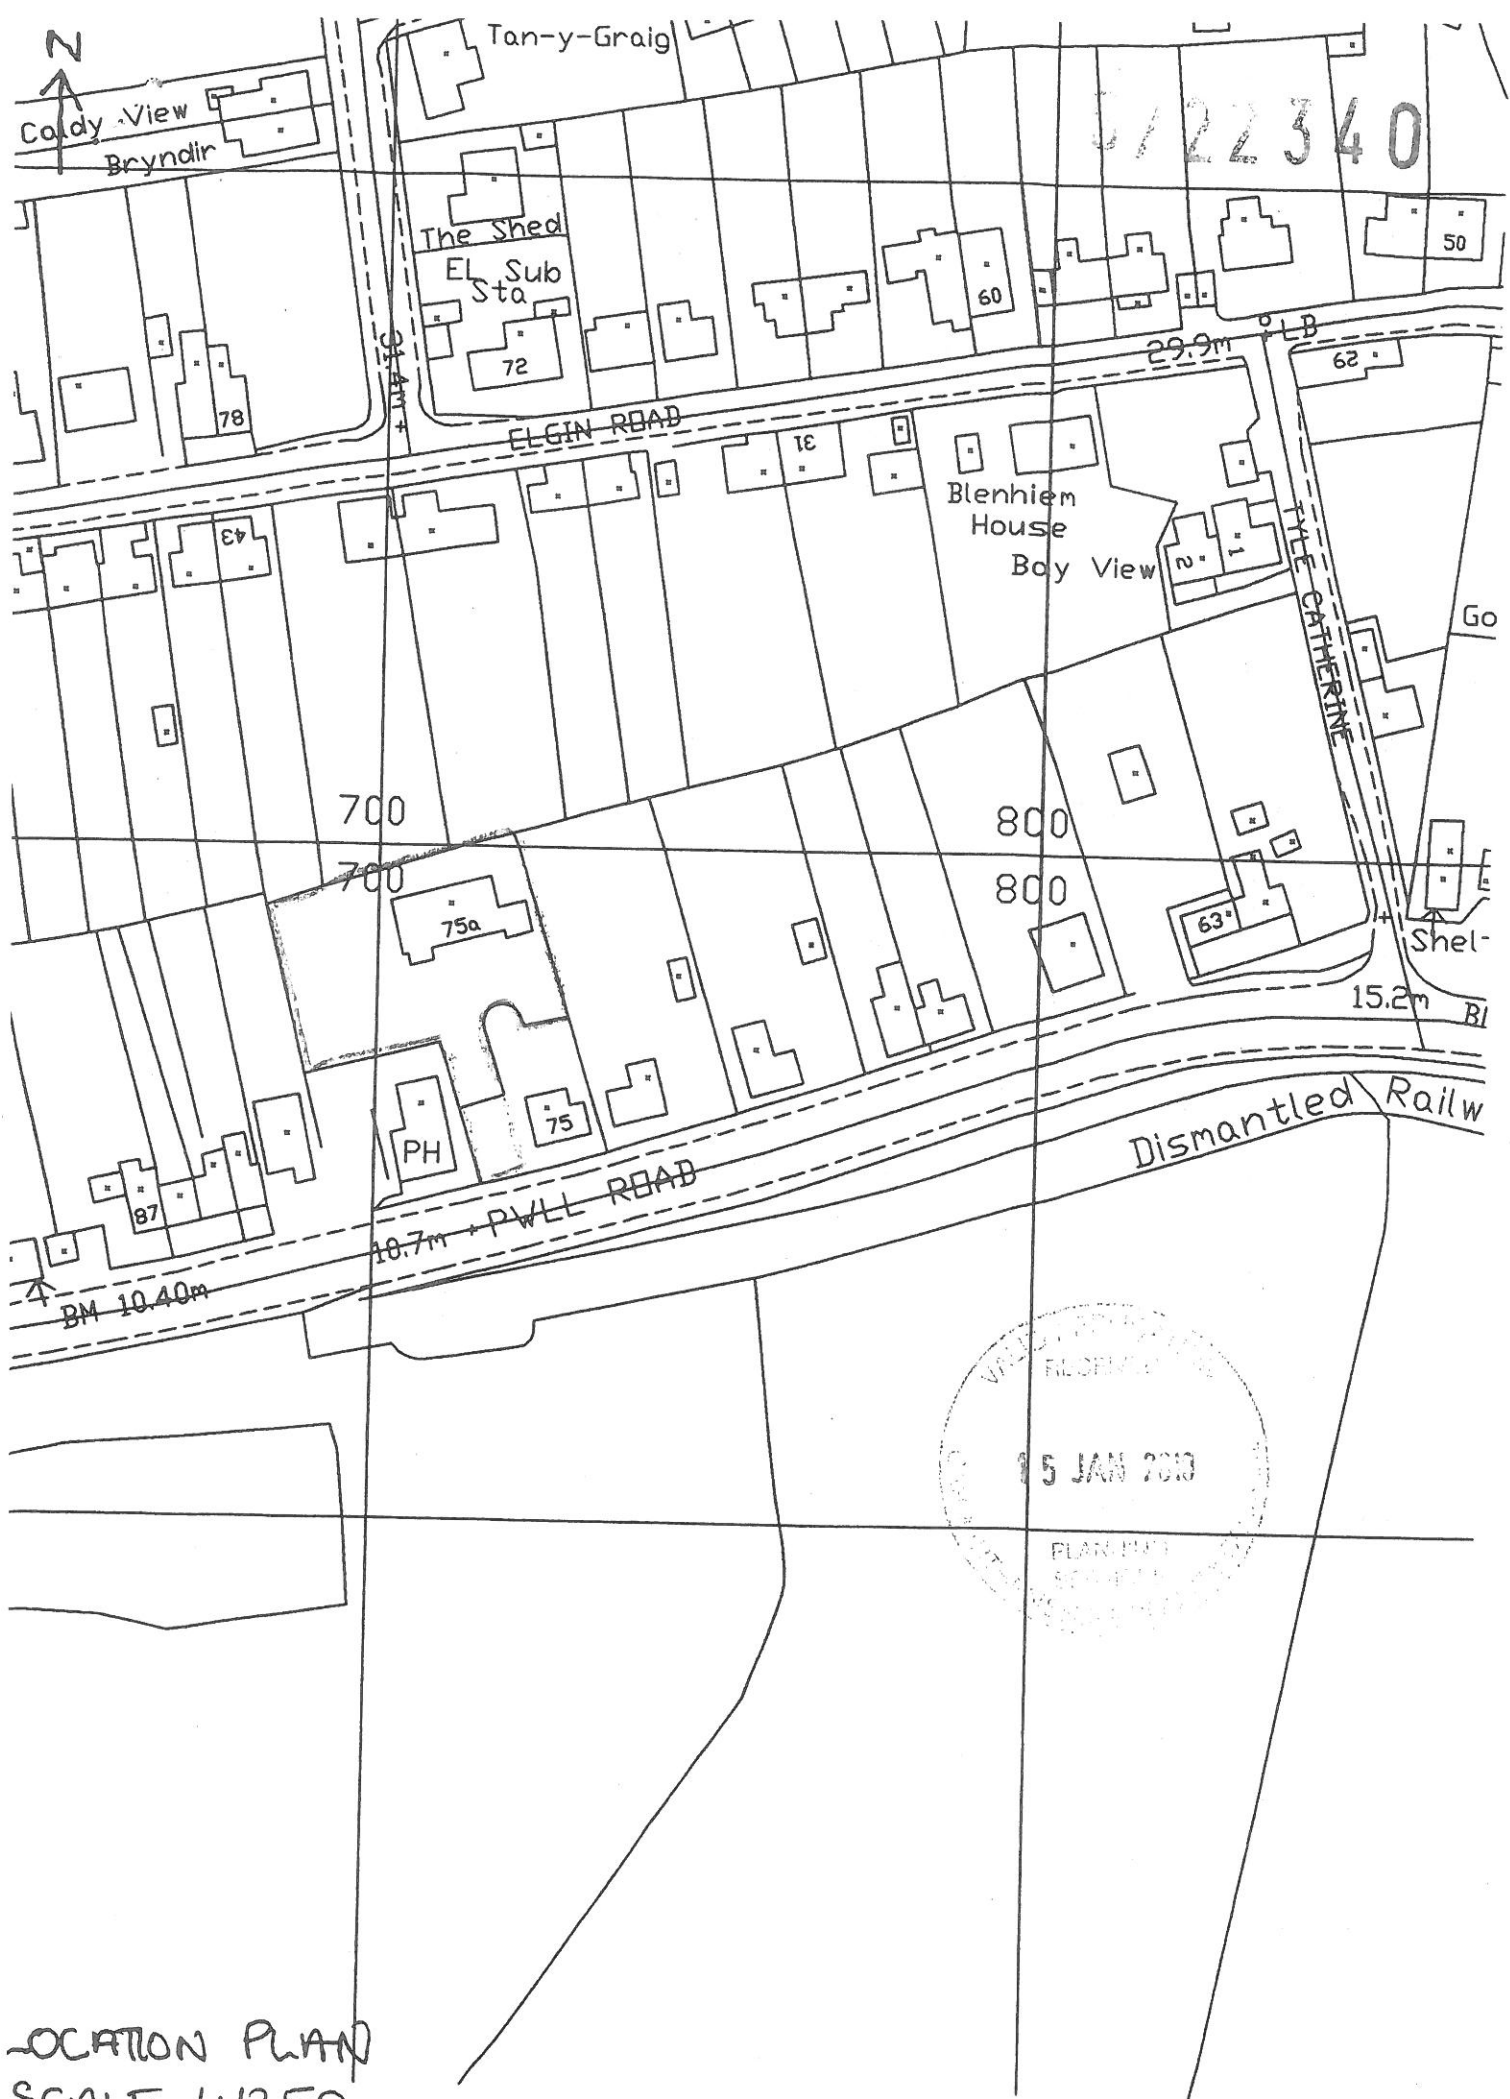 N
Tan-y-Graig
Caldy View
Bryndir
22340
The Shed
EL Sub
Sta
50
60
72
78
31.4m
29.9m
LB
62
ELGIN ROAD
31
43
Blenhiem
House
Bay View
2
1
TYLE CATHERINE
Go
700
700
800
800
75a
63
Shel-
15.2m
Bl
75
PH
87
PWLL ROAD
10.7m
BM 10.40m
Dismantled Railw
15 JAN
LOCATION PLAN